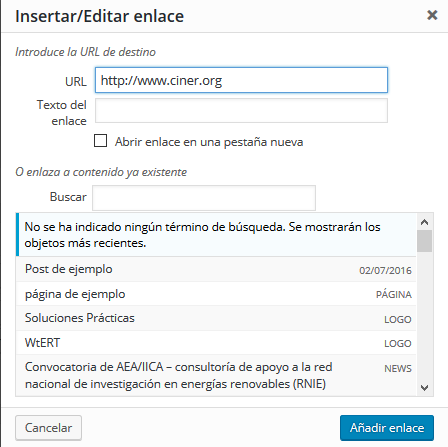 Insertar/Editar enlace
Introduce la URL de destino
URL http://www.ciner.org
Texto del
enlace
Abrir enlace en una pestaña nueva
O enlaza a contenido ya existente
Buscar
No se ha indicado ningún término de búsqueda. Se mostrarán los
objetos más recientes.
Post de ejemplo 02/07/2016
página de ejemplo PÁGINA
Soluciones Prácticas LOGO
WtERT LOGO
Convocatoria de AEA/IICA – consultoría de apoyo a la red NEWS
nacional de investigación en energías renovables (RNIE)
Cancelar Añadir enlace